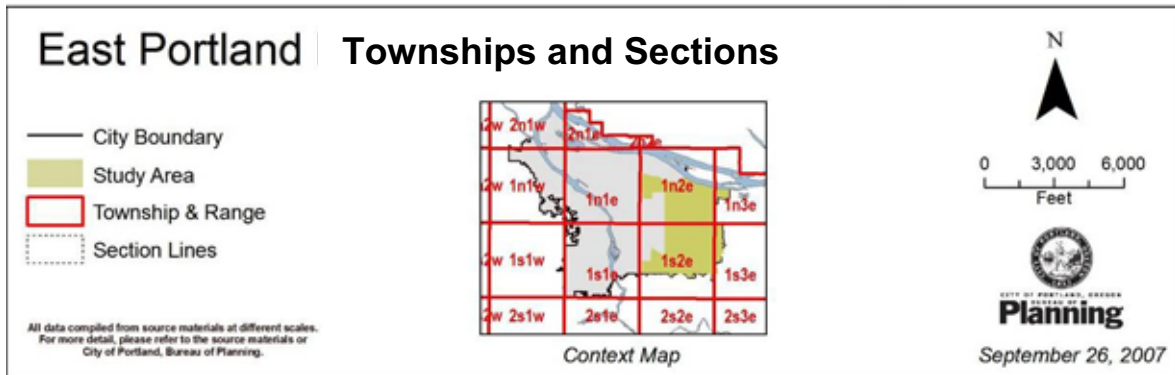 East Portland Townships and Sections
City Boundary
Study Area
Township & Range
Section Lines
All data compiled from source materials at different scales.
For more detail, please refer to the source materials or
City of Portland, Bureau of Planning.
2w 2n1w 2n1e 2n2e
2w 1n1w 1n1e 1n2e 1n3e
2w 1s1w 1s1e 1s2e 1s3e
2w 2s1w 2s1e 2s2e 2s3e
Context Map
N
0 3,000 6,000
Feet
CITY OF PORTLAND, OREGON
BUREAU OF
Planning
September 26, 2007